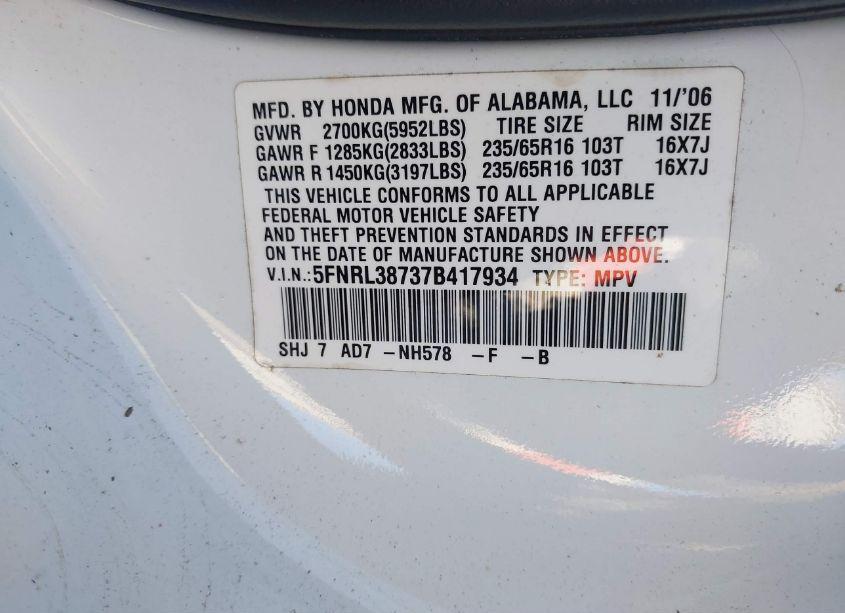 MFD. BY HONDA MFG. OF ALABAMA, LLC 11/'06
GVWR 2700KG(5952LBS) TIRE SIZE RIM SIZE
GAWR F 1285KG(2833LBS) 235/65R16 103T 16X7J
GAWR R 1450KG(3197LBS) 235/65R16 103T 16X7J
THIS VEHICLE CONFORMS TO ALL APPLICABLE
FEDERAL MOTOR VEHICLE SAFETY
AND THEFT PREVENTION STANDARDS IN EFFECT
ON THE DATE OF MANUFACTURE SHOWN ABOVE.
V.I.N.: 5FNRL38737B417934 TYPE: MPV
SHJ 7 AD7 -NH578 -F -B